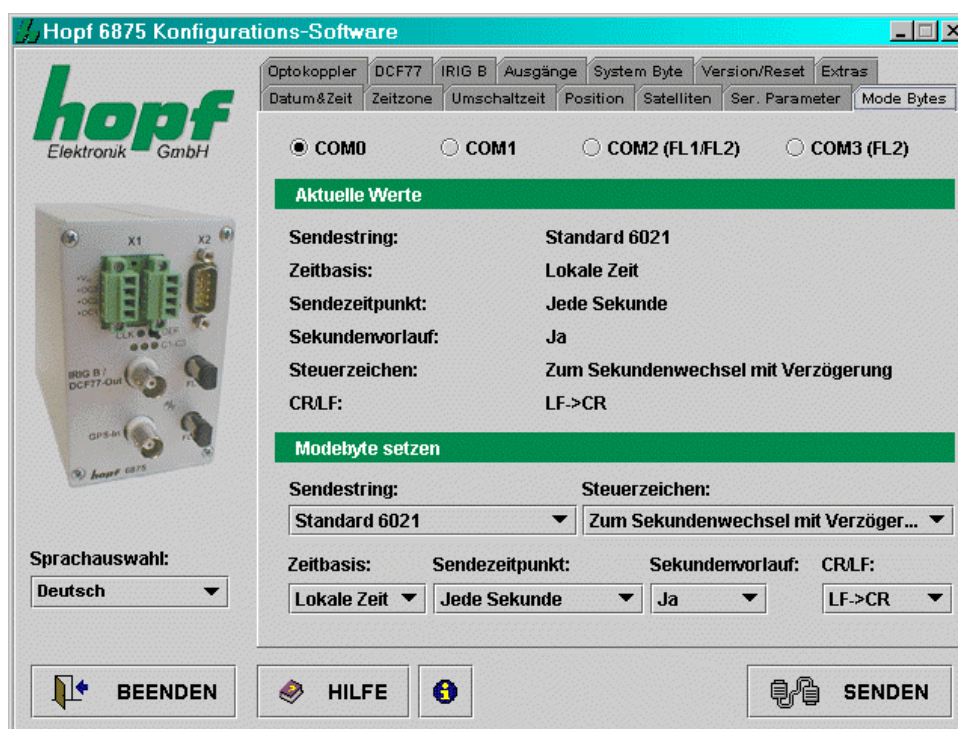 Hopf 6875 Konfigurations-Software
hopf
Elektronik GmbH
Optokoppler DCF77 IRIG B Ausgänge System Byte Version/Reset Extras
Datum&Zeit Zeitzone Umschaltzeit Position Satelliten Ser. Parameter Mode Bytes
COM0 COM1 COM2 (FL1/FL2) COM3 (FL2)
Aktuelle Werte
Sendestring: Standard 6021
Zeitbasis: Lokale Zeit
Sendezeitpunkt: Jede Sekunde
Sekundenvorlauf: Ja
Steuerzeichen: Zum Sekundenwechsel mit Verzögerung
CR/LF: LF->CR
Modebyte setzen
Sendestring: Steuerzeichen:
Standard 6021 Zum Sekundenwechsel mit Verzöger...
Zeitbasis: Sendezeitpunkt: Sekundenvorlauf: CR/LF:
Lokale Zeit Jede Sekunde Ja LF->CR
X1 X2
C1-C3
IRIG B /
DCF77-Out
GPS-In
hopf 6875
Sprachauswahl:
Deutsch
BEENDEN HILFE SENDEN